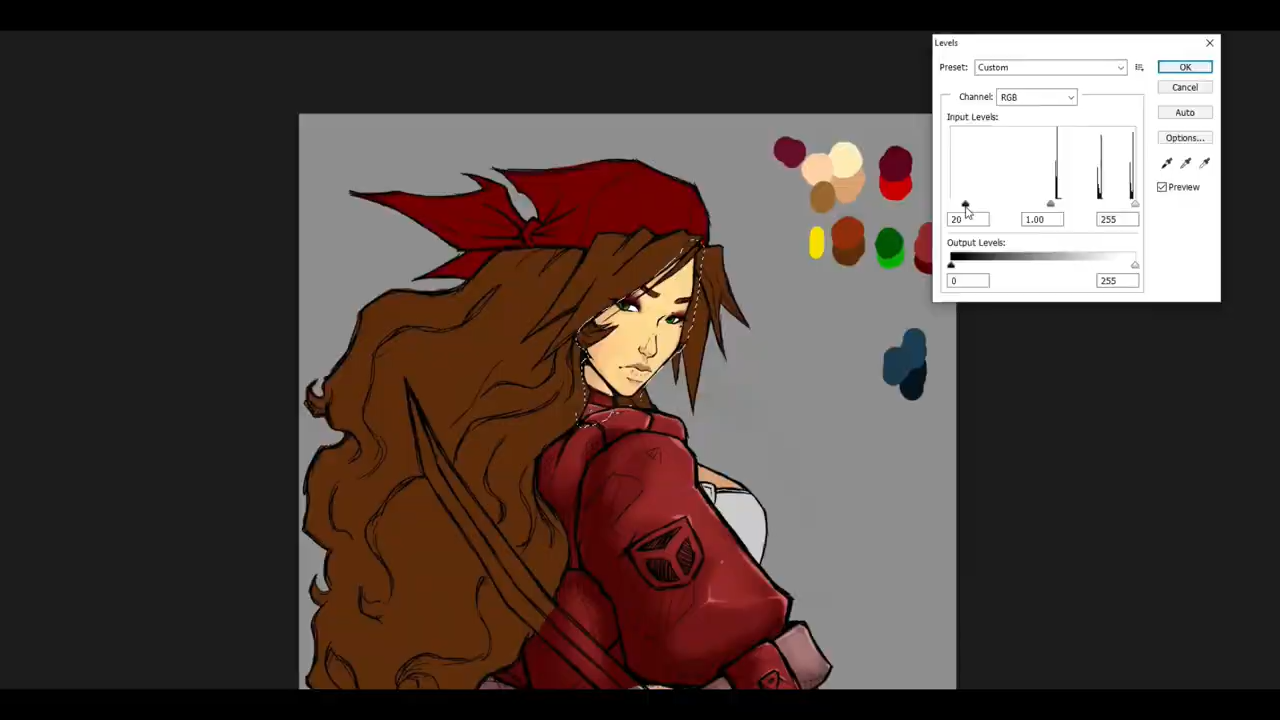 Levels
Preset: Custom
OK
Cancel
Channel: RGB
Auto
Input Levels:
Options...
Preview
20 1.00 255
Output Levels:
0 255